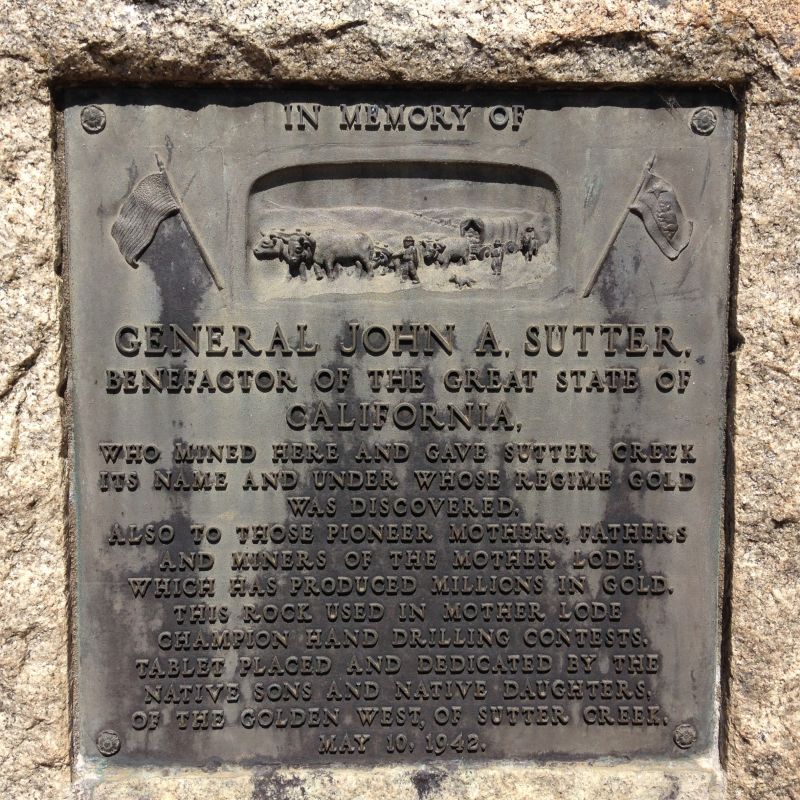 IN MEMORY OF
GENERAL JOHN A. SUTTER,
BENEFACTOR OF THE GREAT STATE OF
CALIFORNIA,
WHO MINED HERE AND GAVE SUTTER CREEK
ITS NAME AND UNDER WHOSE REGIME GOLD
WAS DISCOVERED.
ALSO TO THOSE PIONEER MOTHERS, FATHERS
AND MINERS OF THE MOTHER LODE,
WHICH HAS PRODUCED MILLIONS IN GOLD.
THIS ROCK USED IN MOTHER LODE
CHAMPION HAND DRILLING CONTESTS.
TABLET PLACED AND DEDICATED BY THE
NATIVE SONS AND NATIVE DAUGHTERS,
OF THE GOLDEN WEST, OF SUTTER CREEK.
MAY 10, 1942.